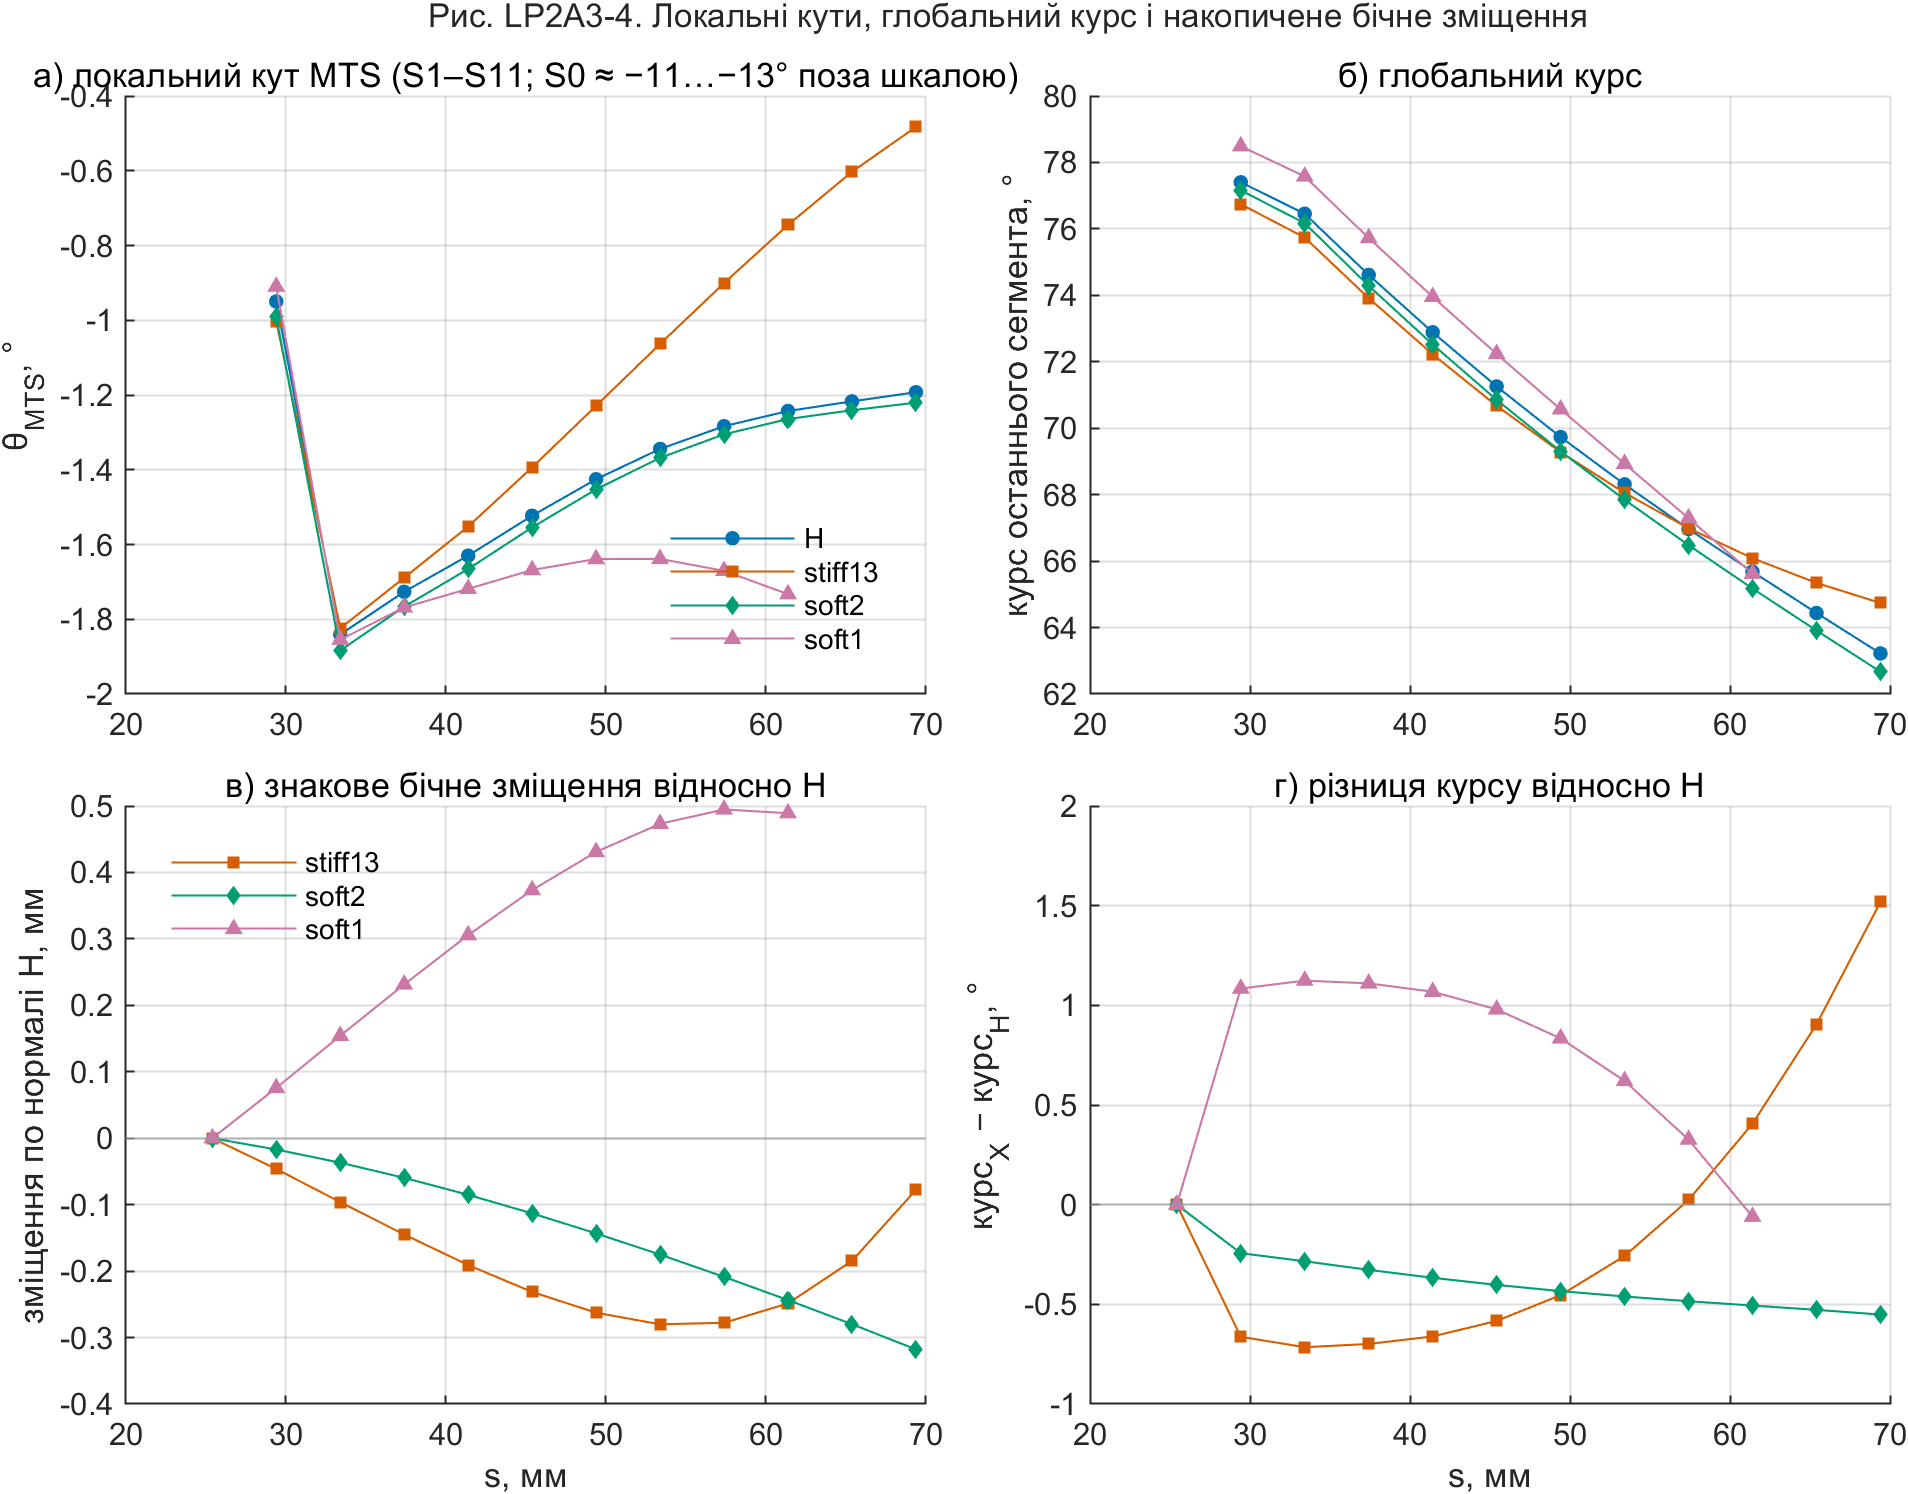 Рис. LP2A3-4. Локальні кути, глобальний курс і накопичене бічне зміщення
а) локальний кут MTS (S1–S11; S0 ≈ −11…−13° поза шкалою)
-0.4
-0.6
-0.8
-1
-1.2
-1.4
-1.6
-1.8
-2
20 30 40 50 60 70
θMTS, °
H
stiff13
soft2
soft1
б) глобальний курс
80
78
76
74
72
70
68
66
64
62
20 30 40 50 60 70
курс останнього сегмента, °
в) знакове бічне зміщення відносно H
0.5
0.4
0.3
0.2
0.1
0
-0.1
-0.2
-0.3
-0.4
20 30 40 50 60 70
зміщення по нормалі H, мм
s, мм
stiff13
soft2
soft1
г) різниця курсу відносно H
2
1.5
1
0.5
0
-0.5
-1
20 30 40 50 60 70
курсX − курсH, °
s, мм